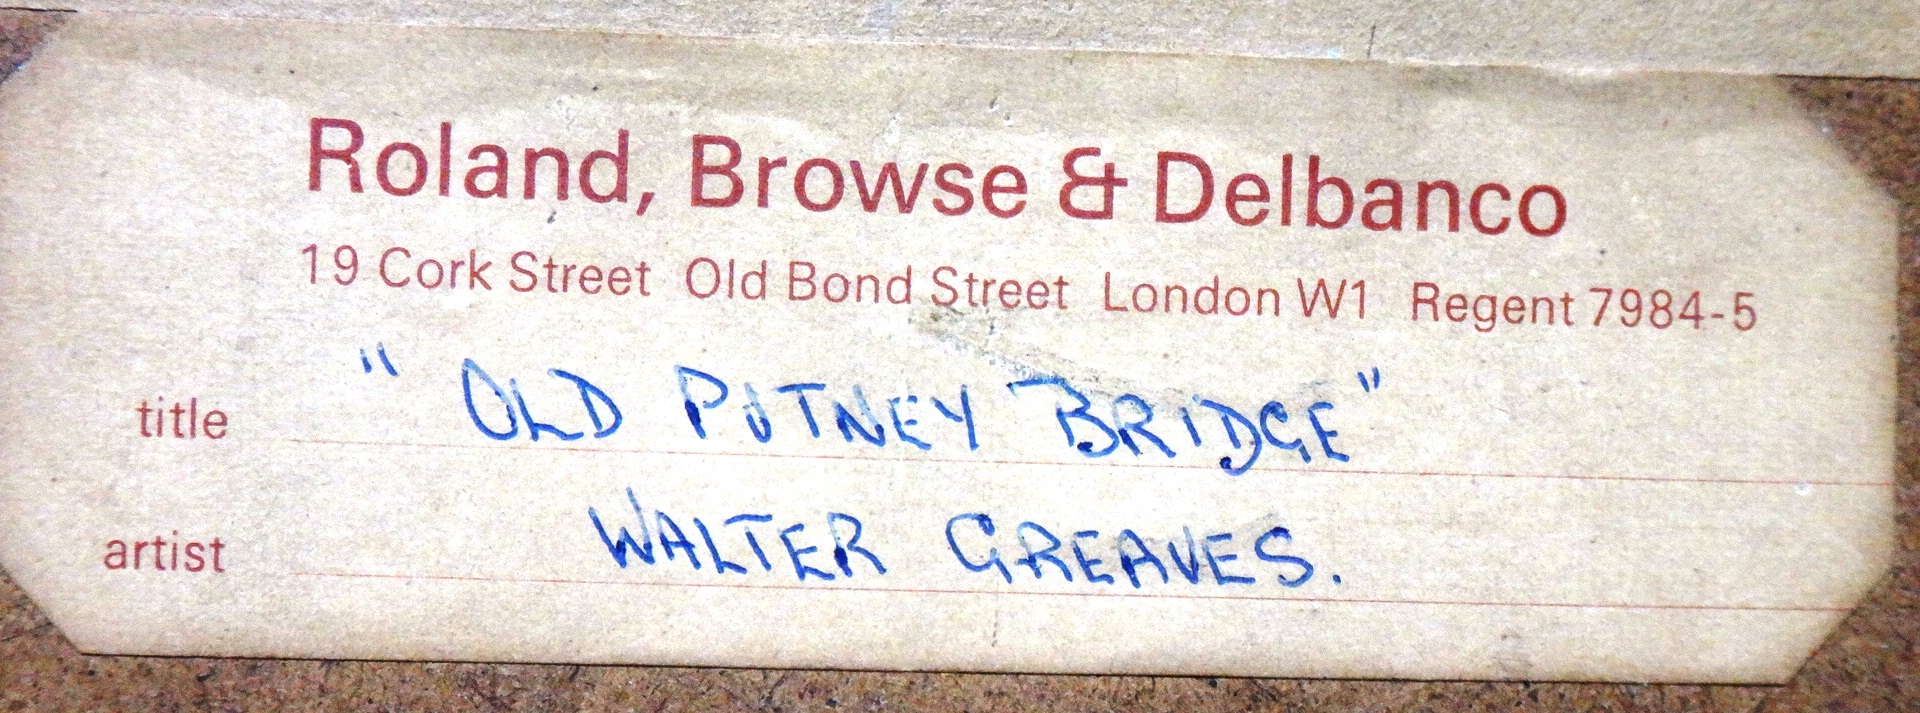 Roland, Browse & Delbanco
19 Cork Street Old Bond Street London W1 Regent 7984-5
title " OLD PUTNEY BRIDGE"
artist WALTER GREAVES.